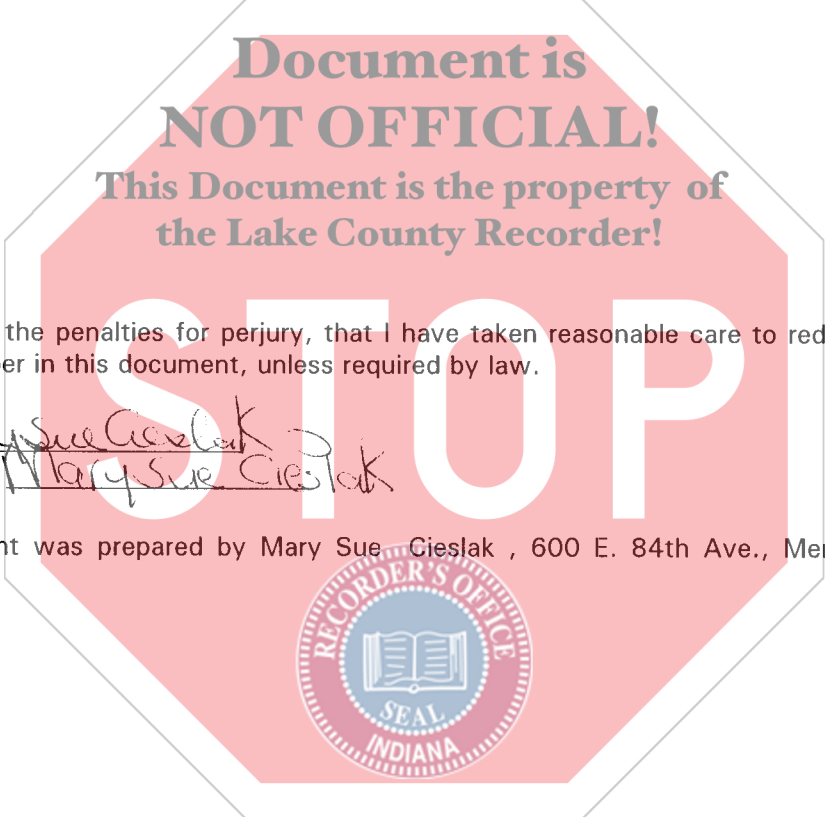 Document is
NOT OFFICIAL!
This Document is the property of
the Lake County Recorder!
STOP
the penalties for perjury, that I have taken reasonable care to red
er in this document, unless required by law.
y Sue Cieslak
Mary Sue Cieslak
nt was prepared by Mary Sue Cieslak , 600 E. 84th Ave., Mer
RECORDER'S OFFICE
SEAL
INDIANA